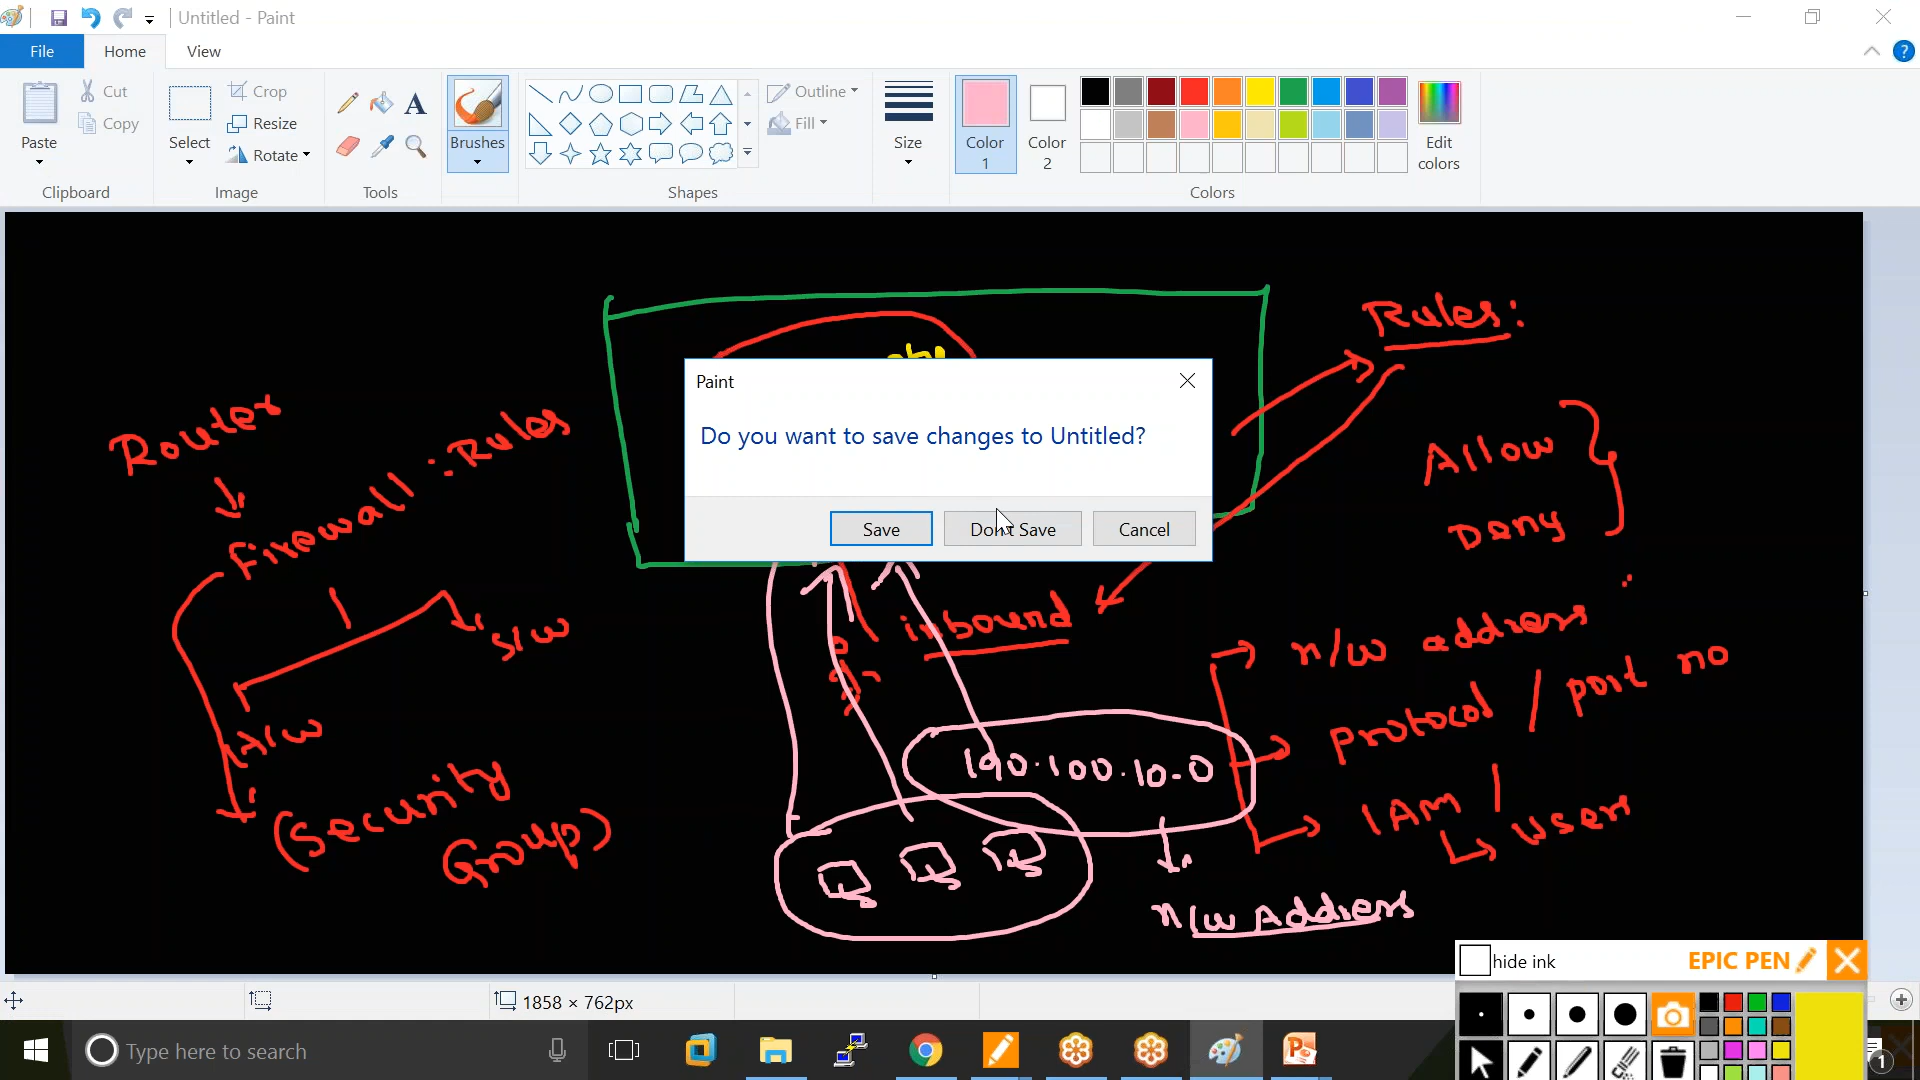 Untitled - Paint
File
Home
View
Cut
Copy
Paste
Clipboard
Select
Crop
Resize
Rotate
Image
Tools
Brushes
Shapes
Outline
Fill
Size
Color
1
Color
2
Edit
colors
Colors
Rules:
Router
Firewall :Rules
S/W
H/W
(Security
Group)
Paint
Do you want to save changes to Untitled?
Save
Don't Save
Cancel
Allow
Deny
inbound
n/w address
protocol / port no
IAM /
Users
190.100.10.0
n/w Address
hide ink
EPIC PEN
1858 × 762px
Type here to search
1